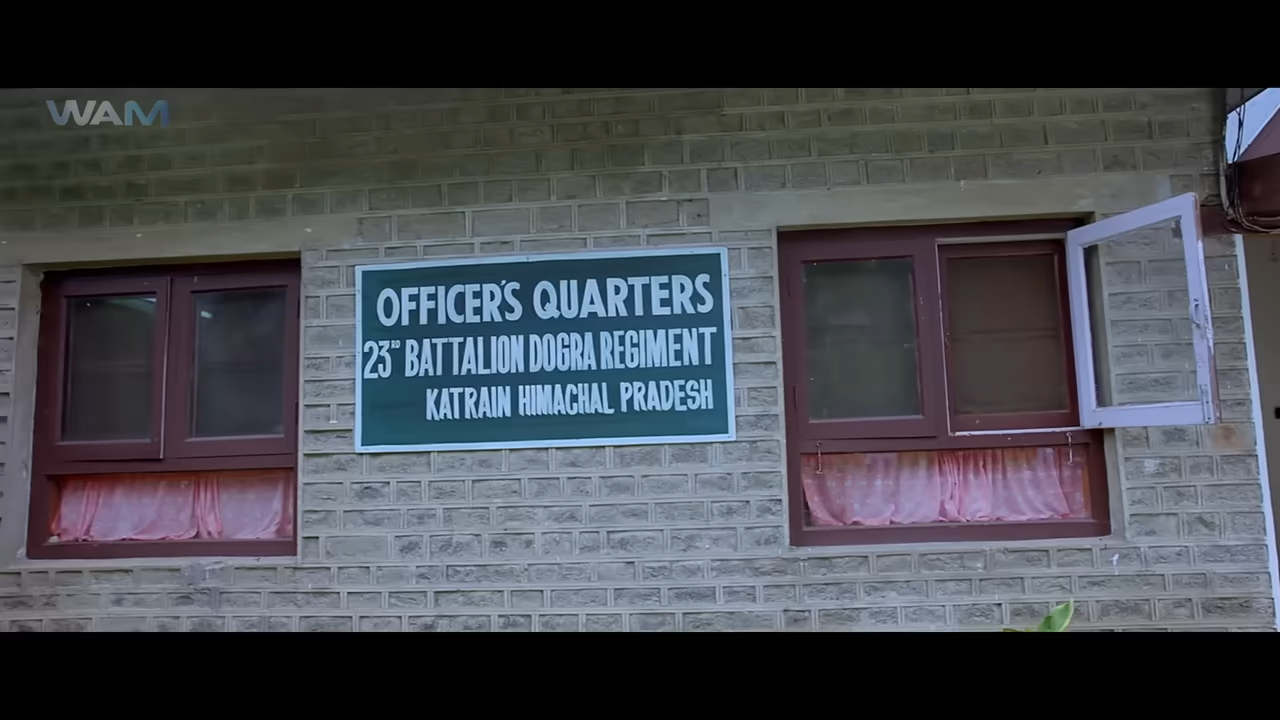 WAM
OFFICER'S QUARTERS
23RD BATTALION DOGRA REGIMENT
KATRAIN HIMACHAL PRADESH